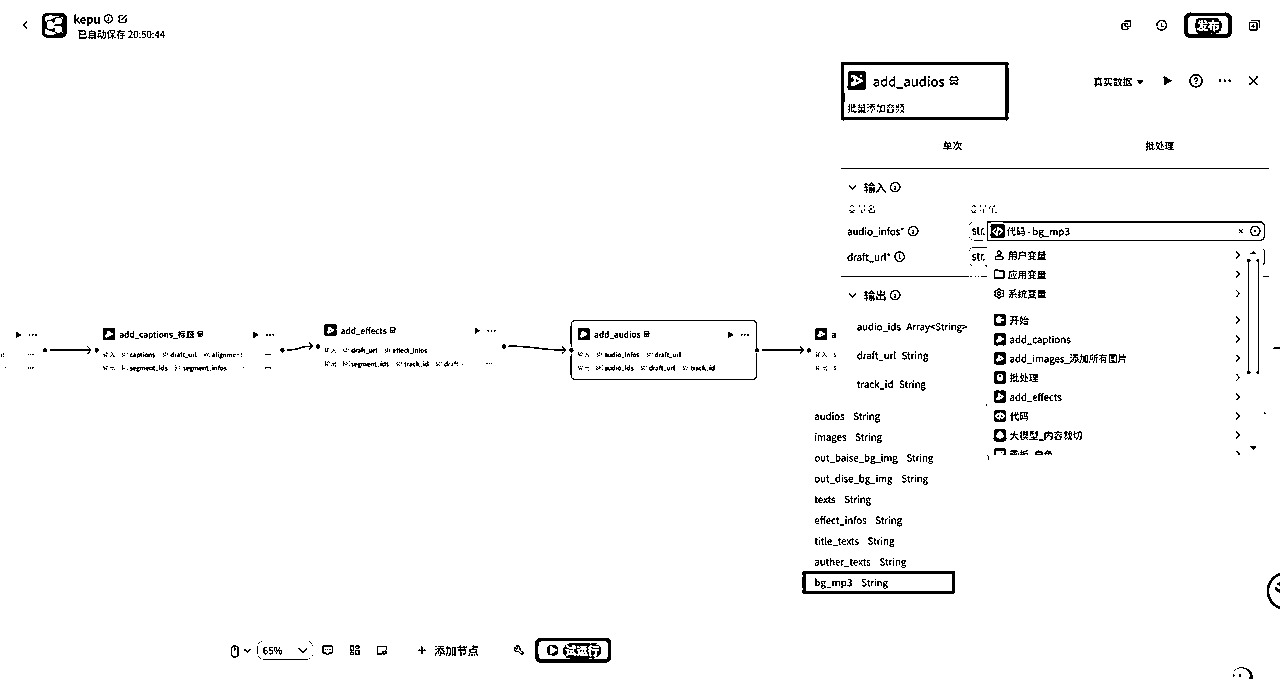 kepu
已自动保存 20:50:44
发布
add_audios
批量添加音频
真实数据
单次
批处理
输入
audio_infos*
str.
代码 - bg_mp3
draft_url*
str.
用户变量
应用变量
系统变量
开始
add_captions
add_images_添加所有图片
批处理
add_effects
代码
大模型_内容裁切
输出
audio_ids Array<String>
draft_url String
track_id String
audios String
images String
out_baise_bg_img String
out_dise_bg_img String
texts String
effect_infos String
title_texts String
auther_texts String
bg_mp3 String
add_captions_标题
captions draft_url alignment
segment_ids segment_infos
add_effects
draft_url effect_infos
segment_ids track_id draft
add_audios
audio_infos draft_url
audio_ids draft_url track_id
a
65%
添加节点
试运行